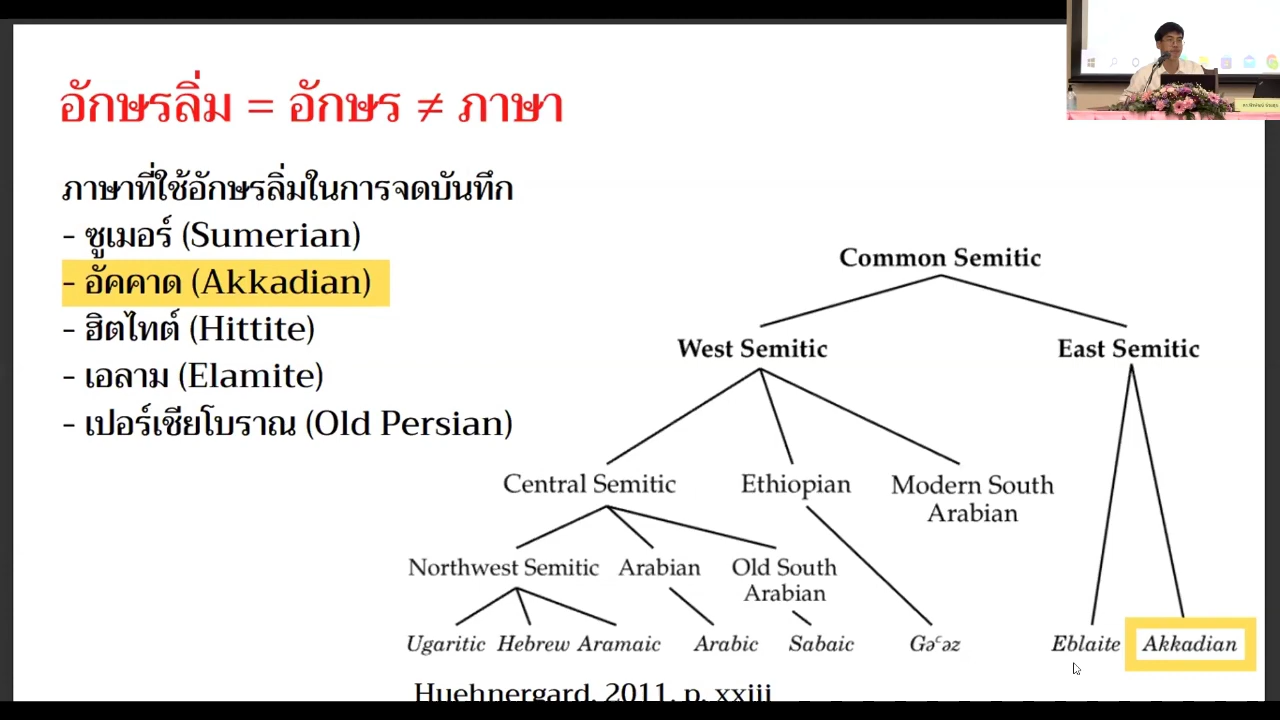 อักษรลิ่ม = อักษร ≠ ภาษา
ภาษาที่ใช้อักษรลิ่มในการจดบันทึก
- ซูเมอร์ (Sumerian)
- อัคคาด (Akkadian)
- ฮิตไทต์ (Hittite)
- เอลาม (Elamite)
- เปอร์เซียโบราณ (Old Persian)
Common Semitic
West Semitic East Semitic
Central Semitic Ethiopian Modern South
Arabian
Northwest Semitic Arabian Old South
Arabian
Ugaritic Hebrew Aramaic Arabic Sabaic Gəʿəz Eblaite Akkadian
Huehnergard, 2011, p. xxiii